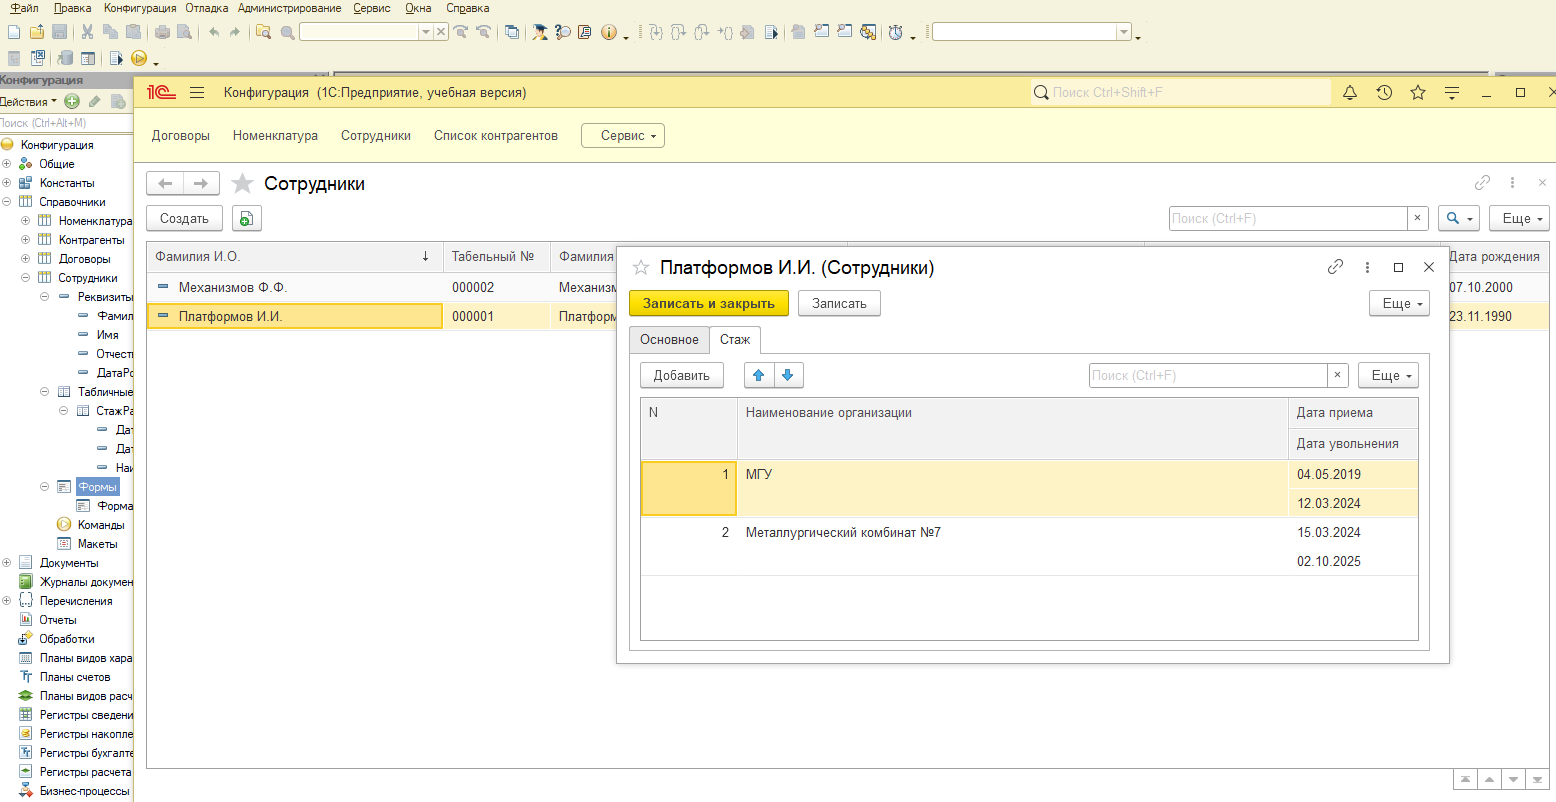 Файл Правка Конфигурация Отладка Администрирование Сервис Окна Справка
Конфигурация
Действия
Поиск (Ctrl+Alt+M)
Конфигурация
Общие
Константы
Справочники
Номенклатура
Контрагенты
Договоры
Сотрудники
Реквизиты
Фамил
Имя
Отчест
ДатаРо
Табличные
СтажРа
Дат
Дат
Наи
Формы
Форма
Команды
Макеты
Документы
Журналы докумен
Перечисления
Отчеты
Обработки
Планы видов хара
Планы счетов
Планы видов расч
Регистры сведени
Регистры накопле
Регистры бухгалте
Регистры расчета
Бизнес-процессы
1С Конфигурация (1С:Предприятие, учебная версия) Поиск Ctrl+Shift+F
Договоры Номенклатура Сотрудники Список контрагентов Сервис
Сотрудники
Создать Поиск (Ctrl+F) × Еще
Фамилия И.О. ↓ Табельный № Фамилия Дата рождения
Механизмов Ф.Ф. 000002 Механизм 07.10.2000
Платформов И.И. 000001 Платформ 23.11.1990
Платформов И.И. (Сотрудники)
Записать и закрыть Записать Еще
Основное Стаж
Добавить Поиск (Ctrl+F) × Еще
N Наименование организации Дата приема
Дата увольнения
1 МГУ 04.05.2019
12.03.2024
2 Металлургический комбинат №7 15.03.2024
02.10.2025